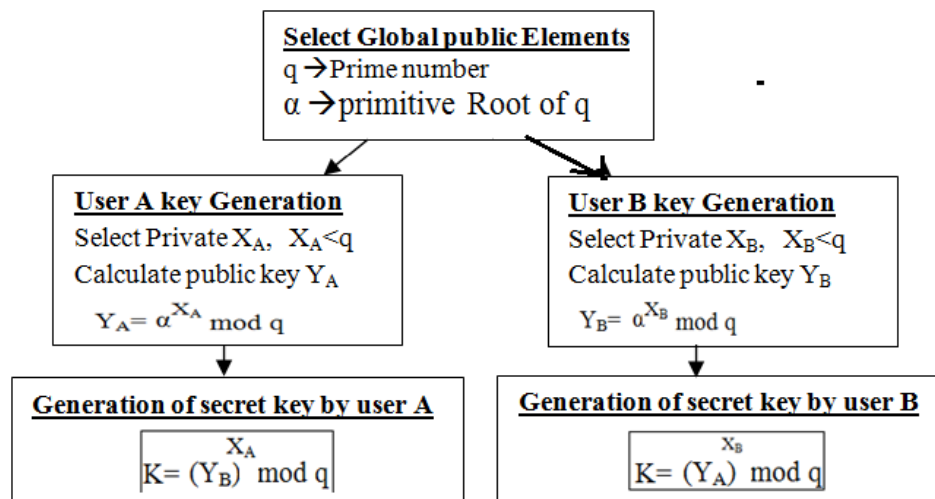 Select Global public Elements
q →Prime number
α →primitive Root of q
User A key Generation
Select Private X_A,   X_A<q
Calculate public key Y_A
Y_A= α^X_A mod q
User B key Generation
Select Private X_B,   X_B<q
Calculate public key Y_B
Y_B= α^X_B mod q
Generation of secret key by user A
K= (Y_B)^X_A mod q
Generation of secret key by user B
K= (Y_A)^X_B mod q